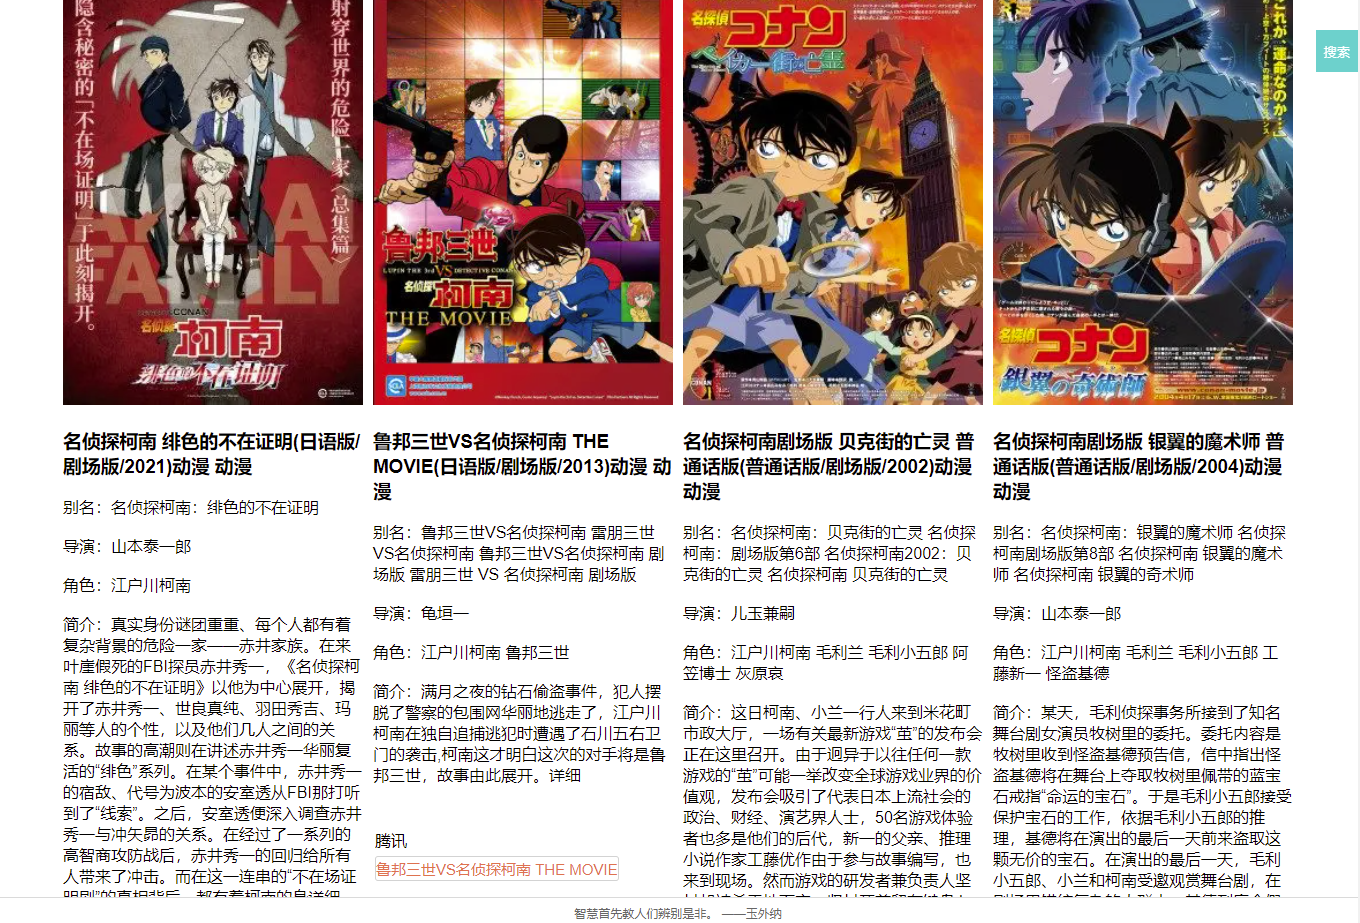 隐含秘密的「不在场证明」于此刻揭开。
射穿世界的危险一家〈总集篇〉
AKAI FAMILY
CONAN
名侦探
柯南
绯色的不在证明
鲁邦三世
LUPIN THE 3rd VS DETECTIVE CONAN
名侦探柯南
THE MOVIE
名探偵
コナン
ベイカー街の亡霊
これが、運命なのか…」
名探偵
コナン
銀翼の奇術師
搜索
名侦探柯南 绯色的不在证明(日语版/
剧场版/2021)动漫 动漫
别名：名侦探柯南：绯色的不在证明
导演：山本泰一郎
角色：江户川柯南
简介：真实身份谜团重重、每个人都有着
复杂背景的危险一家——赤井家族。在来
叶崖假死的FBI探员赤井秀一，《名侦探柯
南 绯色的不在证明》以他为中心展开，揭
开了赤井秀一、世良真纯、羽田秀吉、玛
丽等人的个性，以及他们几人之间的关
系。故事的高潮则在讲述赤井秀一华丽复
活的“绯色”系列。在某个事件中，赤井秀一
的宿敌、代号为波本的安室透从FBI那打听
到了“线索”。之后，安室透便深入调查赤井
秀一与冲矢昴的关系。在经过了一系列的
高智商攻防战后，赤井秀一的回归给所有
人带来了冲击。而在这一连串的“不在场证
明剧”的真相背后，都有着柯南的身详细
鲁邦三世VS名侦探柯南 THE
MOVIE(日语版/剧场版/2013)动漫 动
漫
别名：鲁邦三世VS名侦探柯南 雷朋三世
VS名侦探柯南 鲁邦三世VS名侦探柯南 剧
场版 雷朋三世 VS 名侦探柯南 剧场版
导演：龟垣一
角色：江户川柯南 鲁邦三世
简介：满月之夜的钻石偷盗事件，犯人摆
脱了警察的包围网华丽地逃走了，江户川
柯南在独自追捕逃犯时遭遇了石川五右卫
门的袭击,柯南这才明白这次的对手将是鲁
邦三世，故事由此展开。详细
腾讯
鲁邦三世VS名侦探柯南 THE MOVIE
名侦探柯南剧场版 贝克街的亡灵 普
通话版(普通话版/剧场版/2002)动漫
动漫
别名：名侦探柯南：贝克街的亡灵 名侦探
柯南：剧场版第6部 名侦探柯南2002：贝
克街的亡灵 名侦探柯南 贝克街的亡灵
导演：儿玉兼嗣
角色：江户川柯南 毛利兰 毛利小五郎 阿
笠博士 灰原哀
简介：这日柯南、小兰一行人来到米花町
市政大厅，一场有关最新游戏“茧”的发布会
正在这里召开。由于迥异于以往任何一款
游戏的“茧”可能一举改变全球游戏业界的价
值观，发布会吸引了代表日本上流社会的
政治、财经、演艺界人士，50名游戏体验
者也多是他们的后代，新一的父亲、推理
小说作家工藤优作由于参与故事编写，也
来到现场。然而游戏的研发者兼负责人坚
名侦探柯南剧场版 银翼的魔术师 普
通话版(普通话版/剧场版/2004)动漫
动漫
别名：名侦探柯南：银翼的魔术师 名侦探
柯南剧场版第8部 名侦探柯南 银翼的魔术
师 名侦探柯南 银翼的奇术师
导演：山本泰一郎
角色：江户川柯南 毛利兰 毛利小五郎 工
藤新一 怪盗基德
简介：某天，毛利侦探事务所接到了知名
舞台剧女演员牧树里的委托。委托内容是
牧树里收到怪盗基德预告信，信中指出怪
盗基德将在舞台上夺取牧树里佩带的蓝宝
石戒指“命运的宝石”。于是毛利小五郎接受
保护宝石的工作，依据毛利小五郎的推
理，基德将在演出的最后一天前来盗取这
颗无价的宝石。在演出的最后一天，毛利
小五郎、小兰和柯南受邀观赏舞台剧，在
智慧首先教人们辨别是非。 ——玉外纳